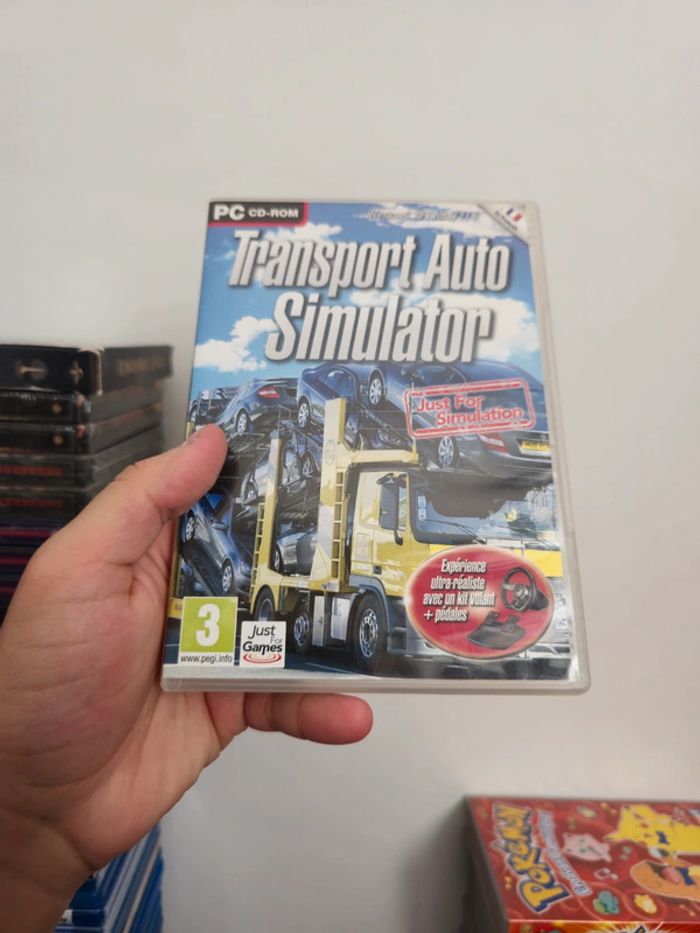 PC CD-ROM
Transport Auto
Simulator
Just For
Simulation
Expérience
ultra-réaliste
avec un kit volant
+ pédales
3
www.pegi.info
Just
For
Games
POKÉMON